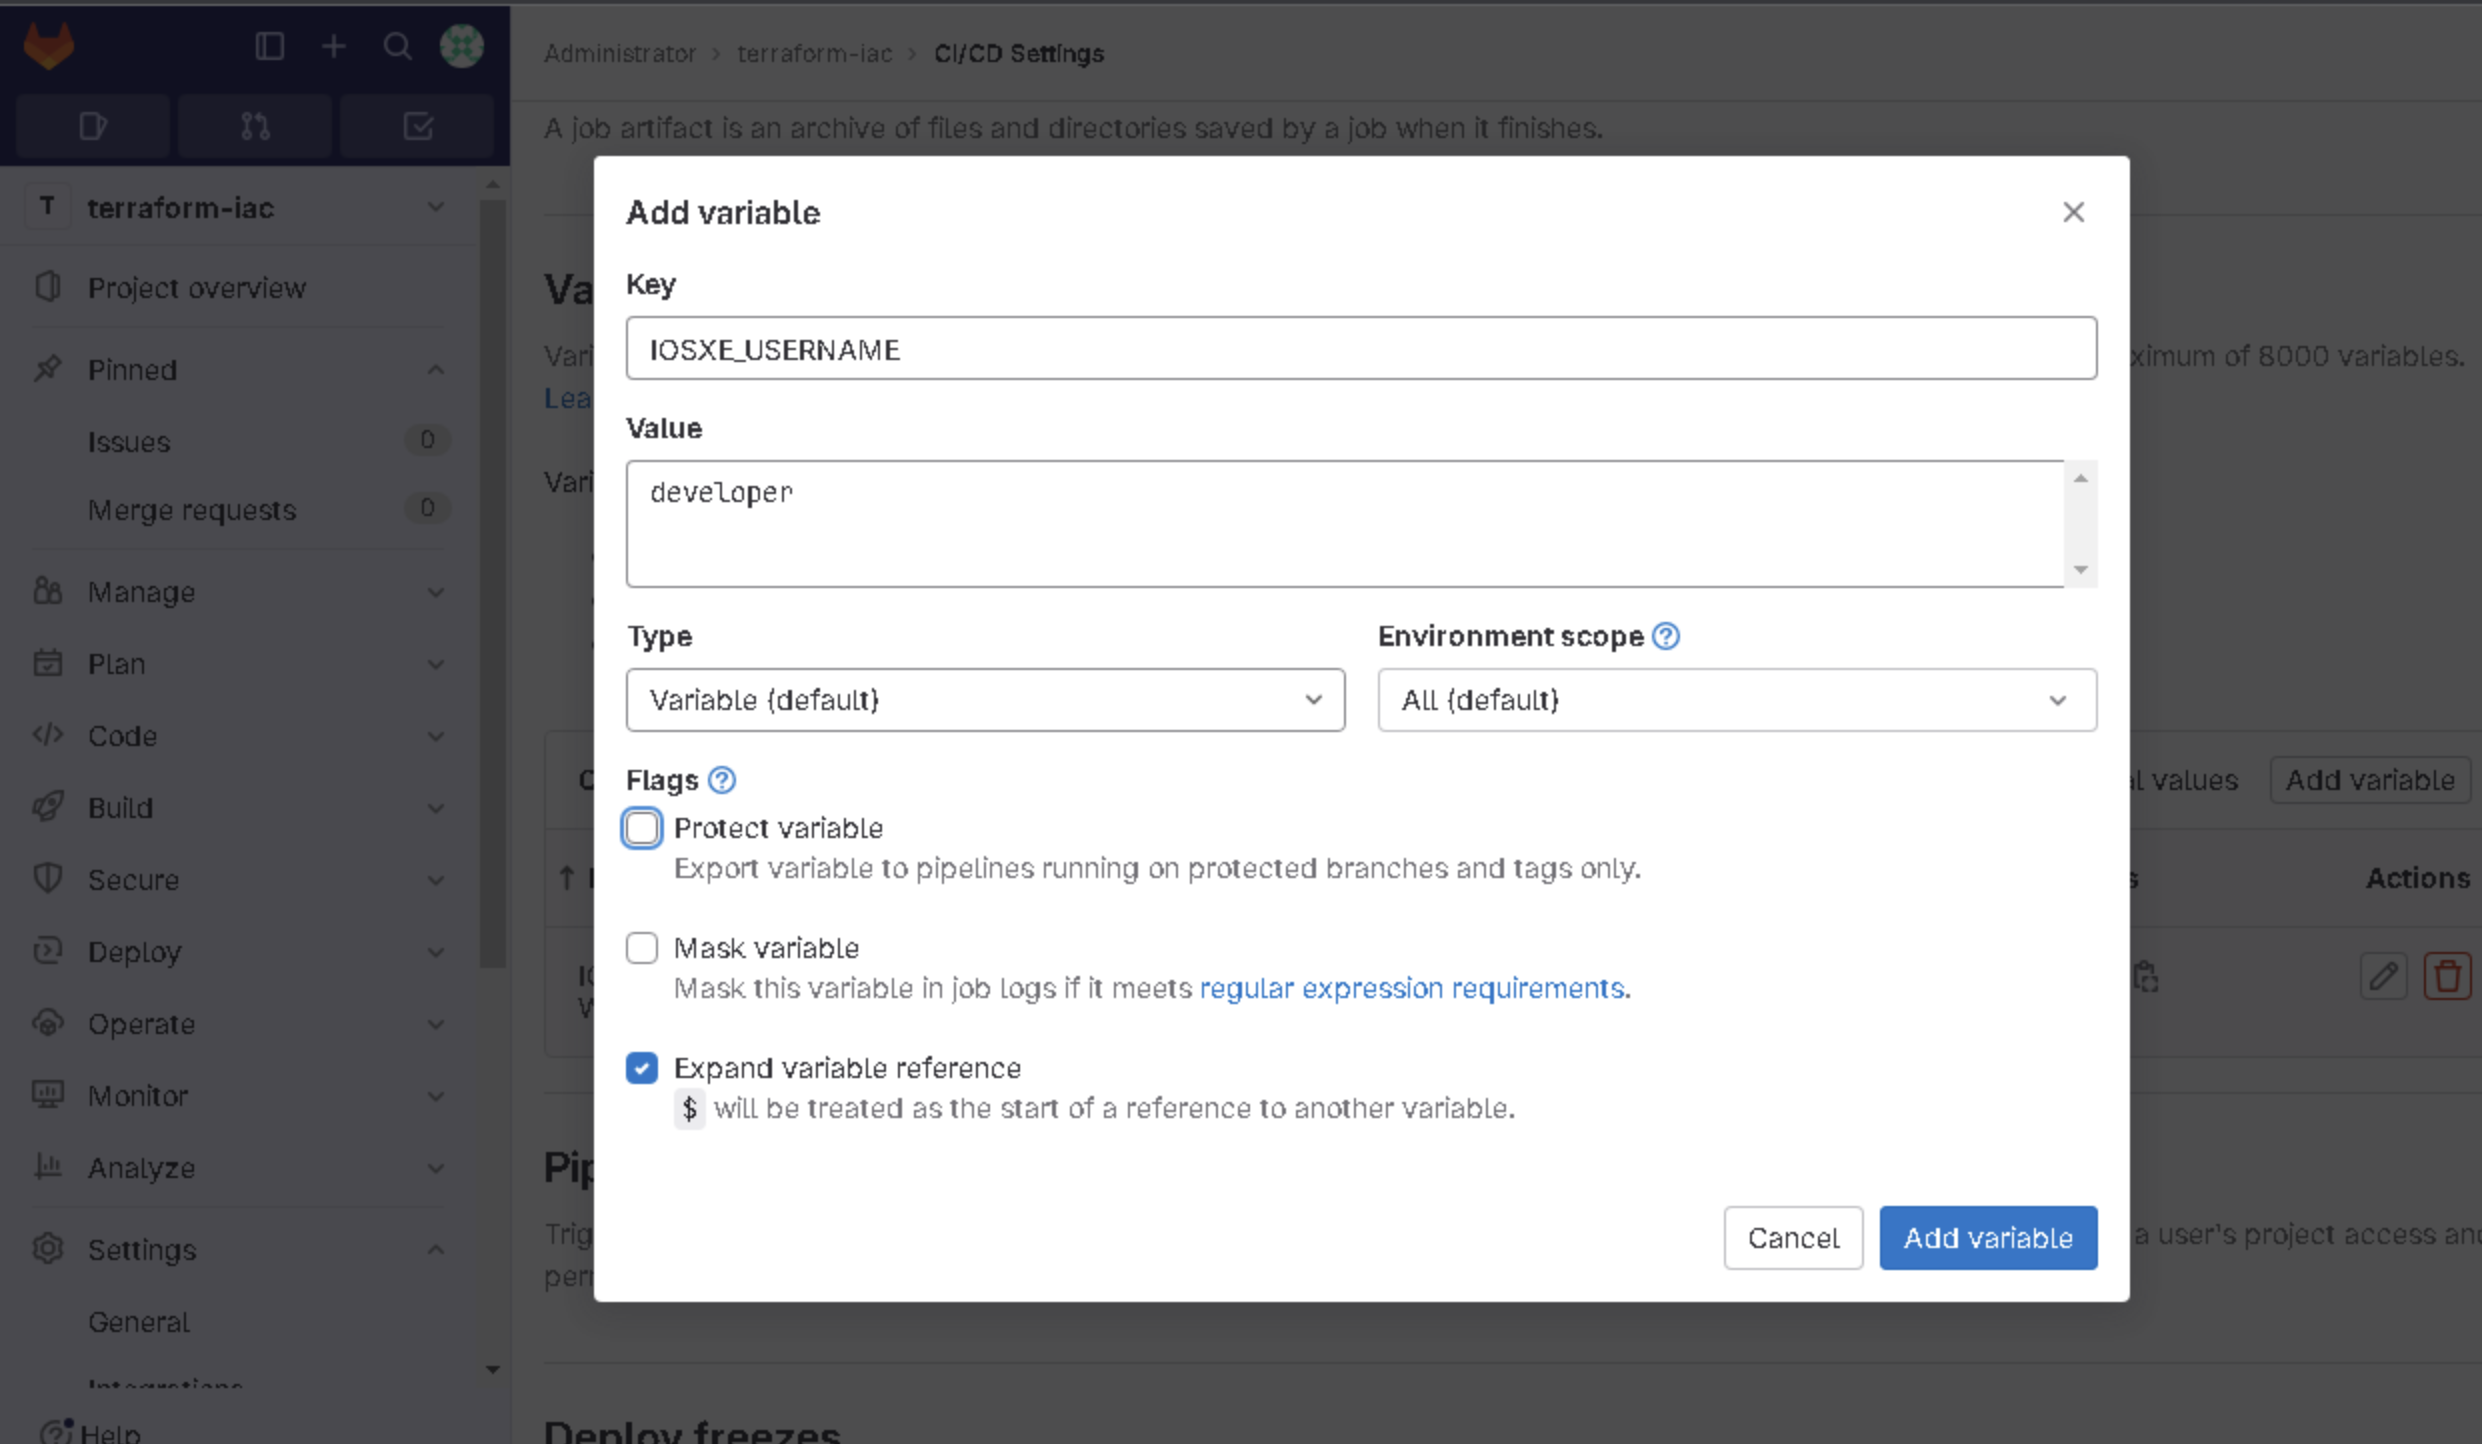 Administrator > terraform-iac > CI/CD Settings
A job artifact is an archive of files and directories saved by a job when it finishes.
T terraform-iac
Project overview
Pinned
Issues 0
Merge requests 0
Manage
Plan
Code
Build
Secure
Deploy
Operate
Monitor
Analyze
Settings
General
Integrations
Help
Add variable
Key
IOSXE_USERNAME
Value
developer
Type
Variable (default)
Environment scope ?
All (default)
Flags ?
Protect variable
Export variable to pipelines running on protected branches and tags only.
Mask variable
Mask this variable in job logs if it meets regular expression requirements.
Expand variable reference
$ will be treated as the start of a reference to another variable.
Cancel
Add variable
Va
Vari
ximum of 8000 variables.
Lea
Vari
values
Add variable
Actions
Pip
Trig
a user's project access and
perr
Deploy freezes